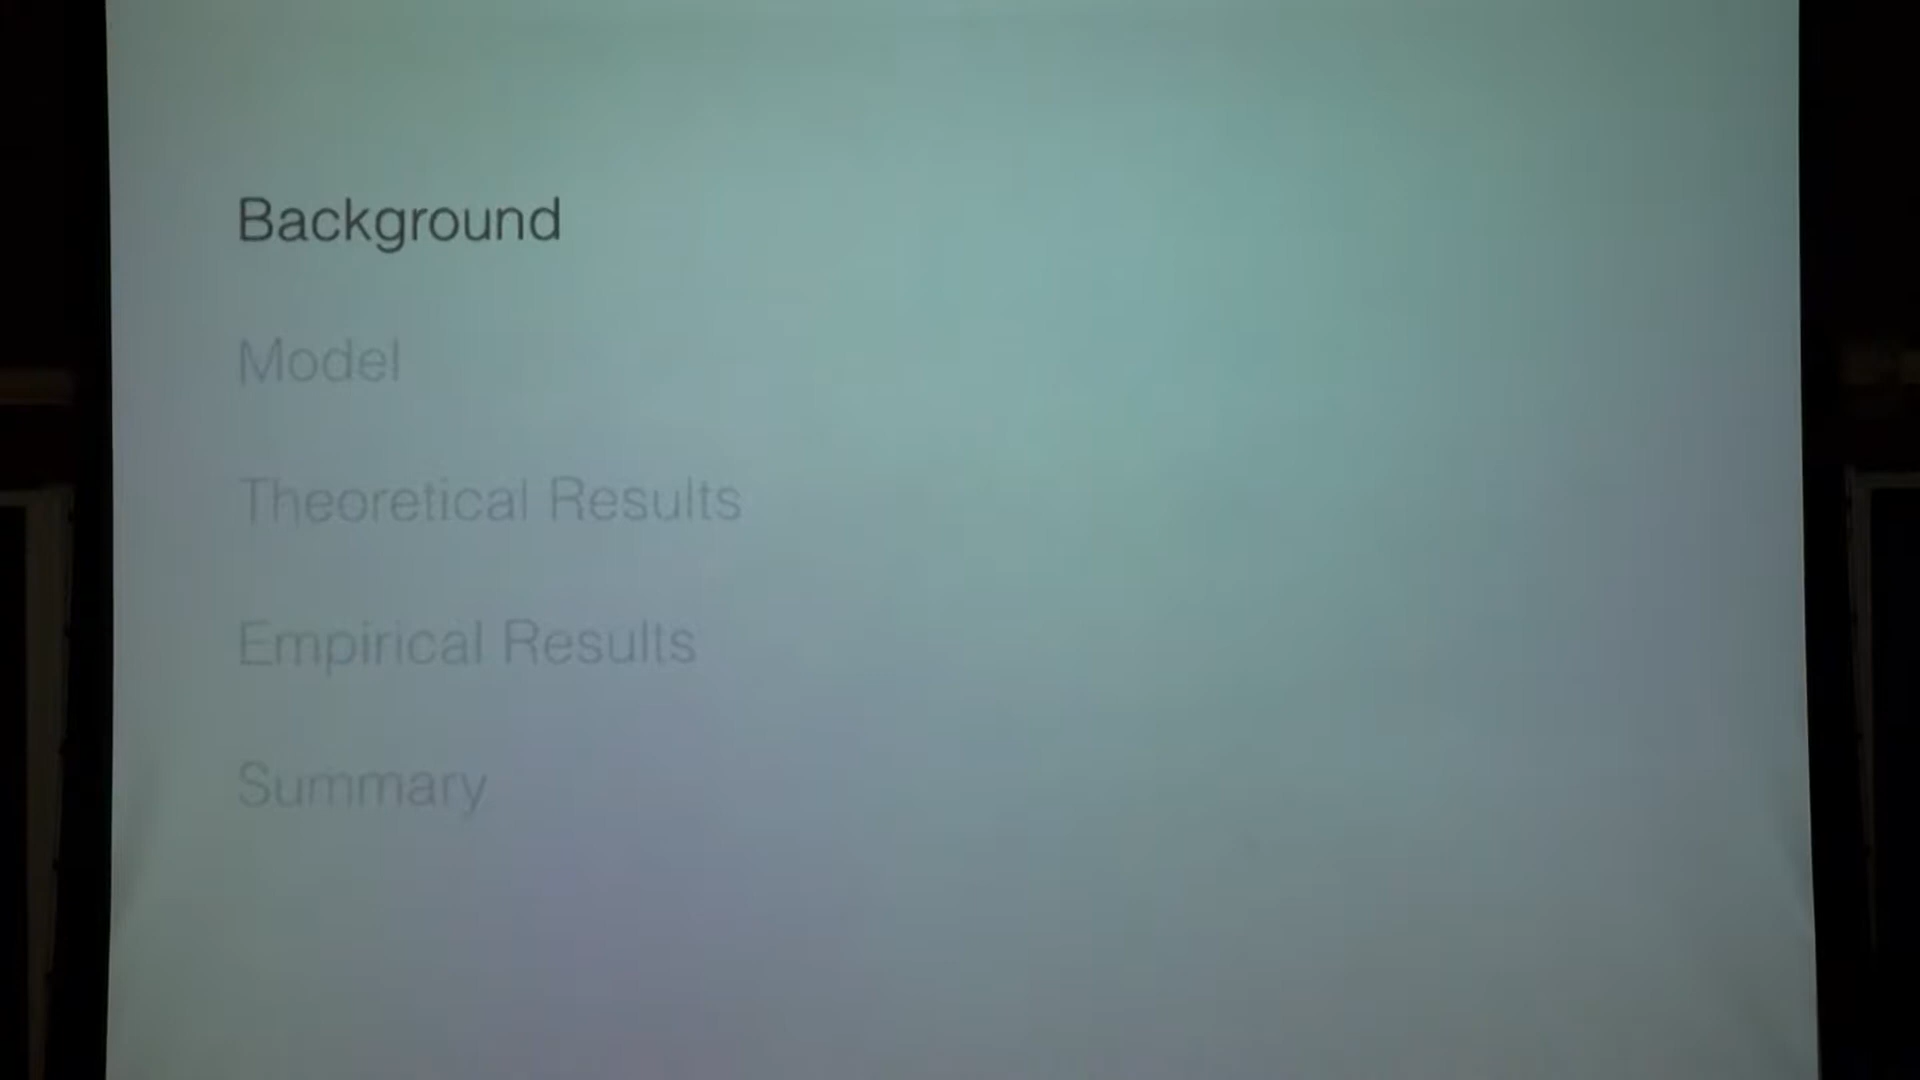 Background
Model
Theoretical Results
Empirical Results
Summary